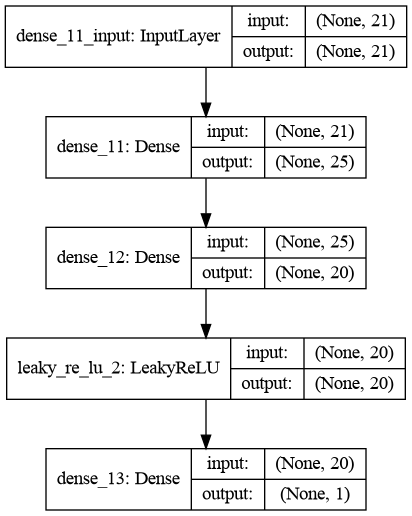 dense_11_input: InputLayer
input: (None, 21)
output: (None, 21)
dense_11: Dense
input: (None, 21)
output: (None, 25)
dense_12: Dense
input: (None, 25)
output: (None, 20)
leaky_re_lu_2: LeakyReLU
input: (None, 20)
output: (None, 20)
dense_13: Dense
input: (None, 20)
output: (None, 1)